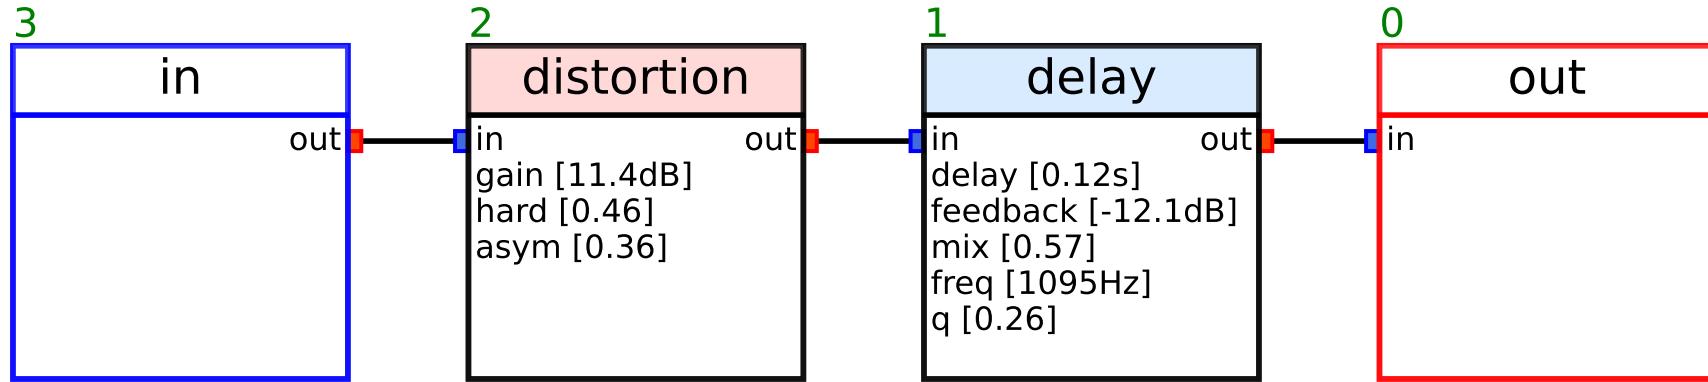 3
in
out
2
distortion
in out
gain [11.4dB]
hard [0.46]
asym [0.36]
1
delay
in out
delay [0.12s]
feedback [-12.1dB]
mix [0.57]
freq [1095Hz]
q [0.26]
0
out
in